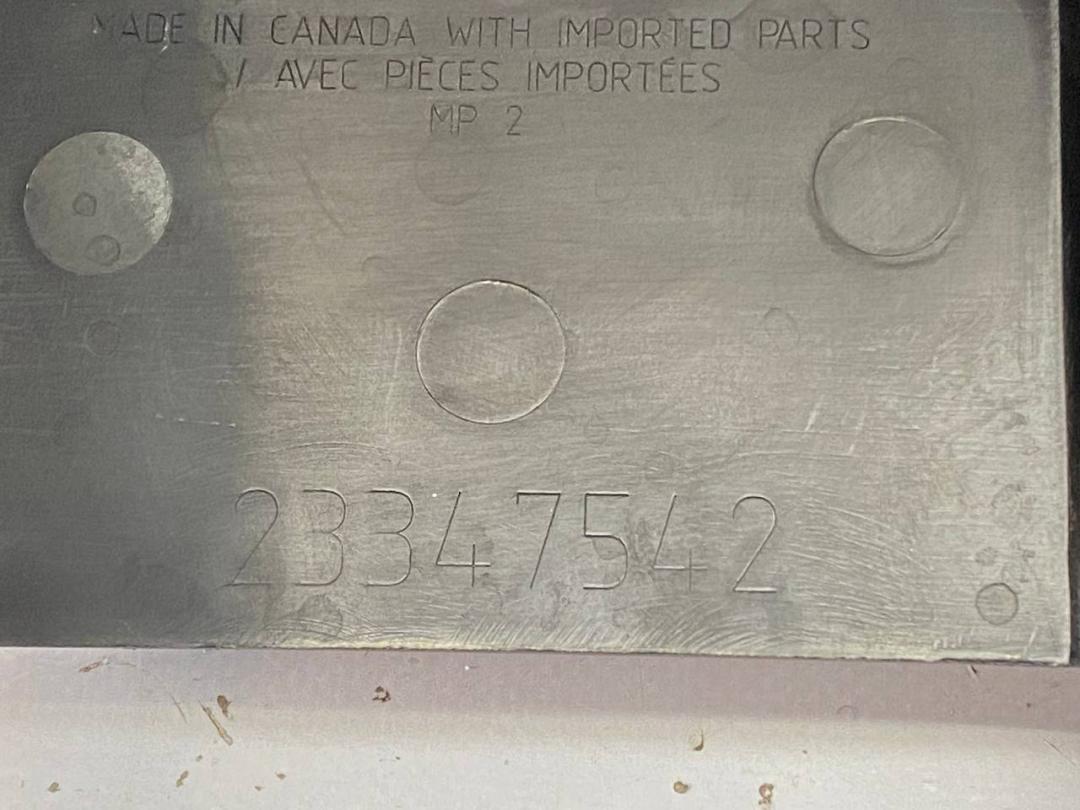 MADE IN CANADA WITH IMPORTED PARTS
/ AVEC PIÈCES IMPORTÉES
MP 2
23347542